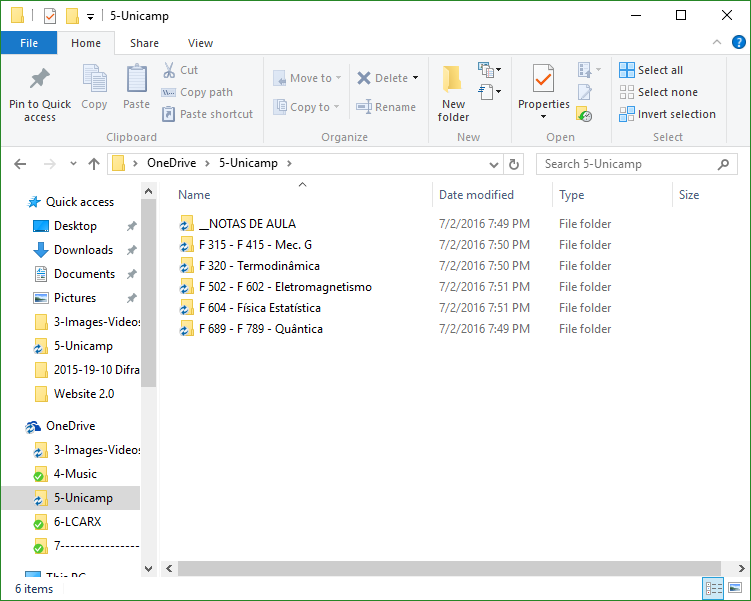 5-Unicamp
File Home Share View
Pin to Quick access
Copy
Paste
Cut
Copy path
Paste shortcut
Clipboard
Move to
Copy to
Delete
Rename
Organize
New folder
New
Properties
Open
Select all
Select none
Invert selection
Select
OneDrive > 5-Unicamp >
Search 5-Unicamp
Name Date modified Type Size
__NOTAS DE AULA 7/2/2016 7:49 PM File folder
F 315 - F 415 - Mec. G 7/2/2016 7:50 PM File folder
F 320 - Termodinâmica 7/2/2016 7:50 PM File folder
F 502 - F 602 - Eletromagnetismo 7/2/2016 7:51 PM File folder
F 604 - Física Estatística 7/2/2016 7:51 PM File folder
F 689 - F 789 - Quântica 7/2/2016 7:49 PM File folder
Quick access
Desktop
Downloads
Documents
Pictures
3-Images-Videos
5-Unicamp
2015-19-10 Difra
Website 2.0
OneDrive
3-Images-Videos
4-Music
5-Unicamp
6-LCARX
7----------------
This PC
6 items